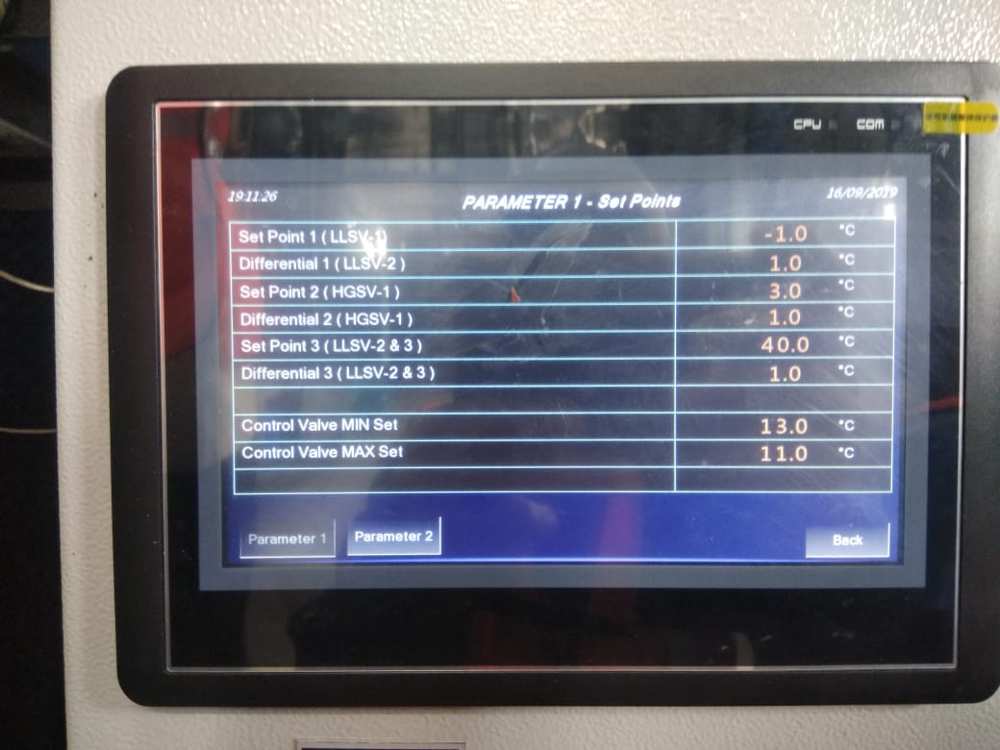 CPU COM
19:11:26 PARAMETER 1 - Set Points 16/09/2019
Set Point 1 ( LLSV-1) -1.0 °C
Differential 1 ( LLSV-2 ) 1.0 °C
Set Point 2 ( HGSV-1 ) 3.0 °C
Differential 2 ( HGSV-1 ) 1.0 °C
Set Point 3 ( LLSV-2 & 3 ) 40.0 °C
Differential 3 ( LLSV-2 & 3 ) 1.0 °C
Control Valve MIN Set 13.0 °C
Control Valve MAX Set 11.0 °C
Parameter 1 Parameter 2 Back